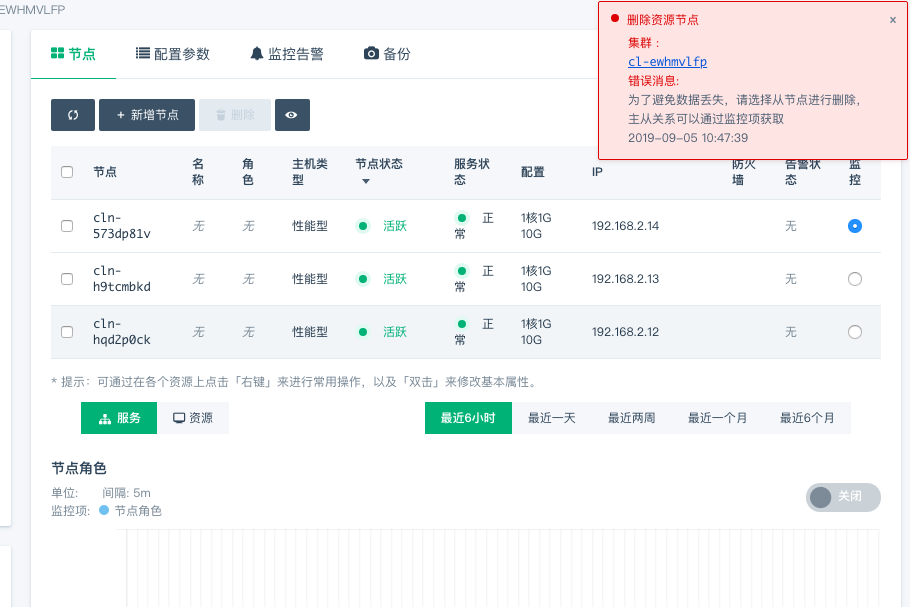 EWHMVLFP
删除资源节点
×
集群：
cl-ewhmvlfp
错误消息:
为了避免数据丢失，请选择从节点进行删除,
主从关系可以通过监控项获取
2019-09-05 10:47:39
节点 配置参数 监控告警 备份
+ 新增节点 删除
节点 名称 角色 主机类型 节点状态 服务状态 配置 IP 防火墙 告警状态 监控
cln-573dp81v 无 无 性能型 活跃 正常 1核1G 10G 192.168.2.14 无
cln-h9tcmbkd 无 无 性能型 活跃 正常 1核1G 10G 192.168.2.13 无
cln-hqd2p0ck 无 无 性能型 活跃 正常 1核1G 10G 192.168.2.12 无
* 提示：可通过在各个资源上点击「右键」来进行常用操作，以及「双击」来修改基本属性。
服务 资源 最近6小时 最近一天 最近两周 最近一个月 最近6个月
节点角色
单位: 间隔: 5m
监控项: 节点角色
关闭